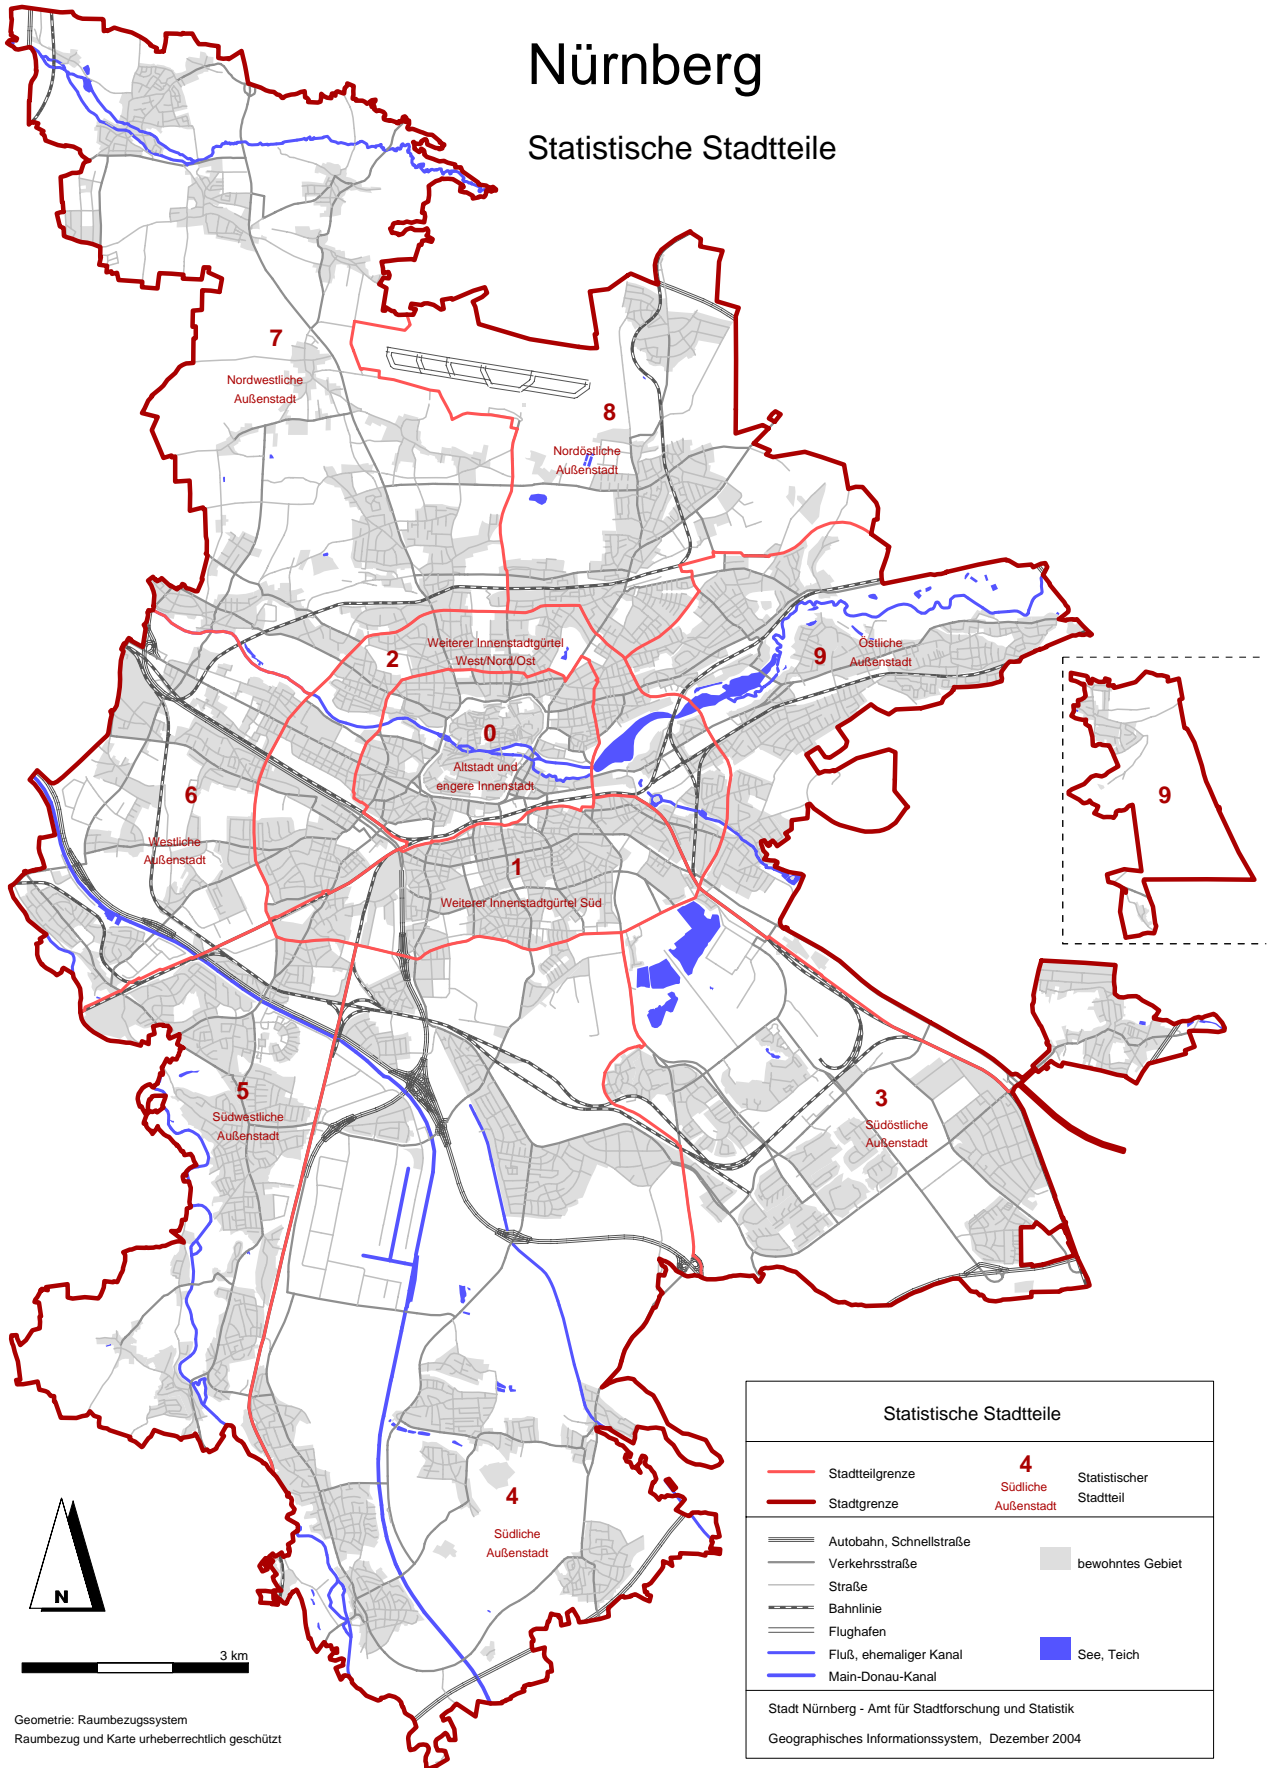 Nürnberg
Statistische Stadtteile
7
Nordwestliche
Außenstadt
8
Nordöstliche
Außenstadt
2
Weiterer Innenstadtgürtel
West/Nord/Ost
9
Östliche
Außenstadt
0
Altstadt und
engere Innenstadt
9
6
Westliche
Außenstadt
1
Weiterer Innenstadtgürtel Süd
5
Südwestliche
Außenstadt
3
Südöstliche
Außenstadt
4
Südliche
Außenstadt
N
3 km
Geometrie: Raumbezugssystem
Raumbezug und Karte urheberrechtlich geschützt
Statistische Stadtteile
Stadtteilgrenze
Stadtgrenze
4
Südliche
Außenstadt
Statistischer
Stadtteil
Autobahn, Schnellstraße
Verkehrsstraße
Straße
Bahnlinie
Flughafen
Fluß, ehemaliger Kanal
Main-Donau-Kanal
bewohntes Gebiet
See, Teich
Stadt Nürnberg - Amt für Stadtforschung und Statistik
Geographisches Informationssystem, Dezember 2004